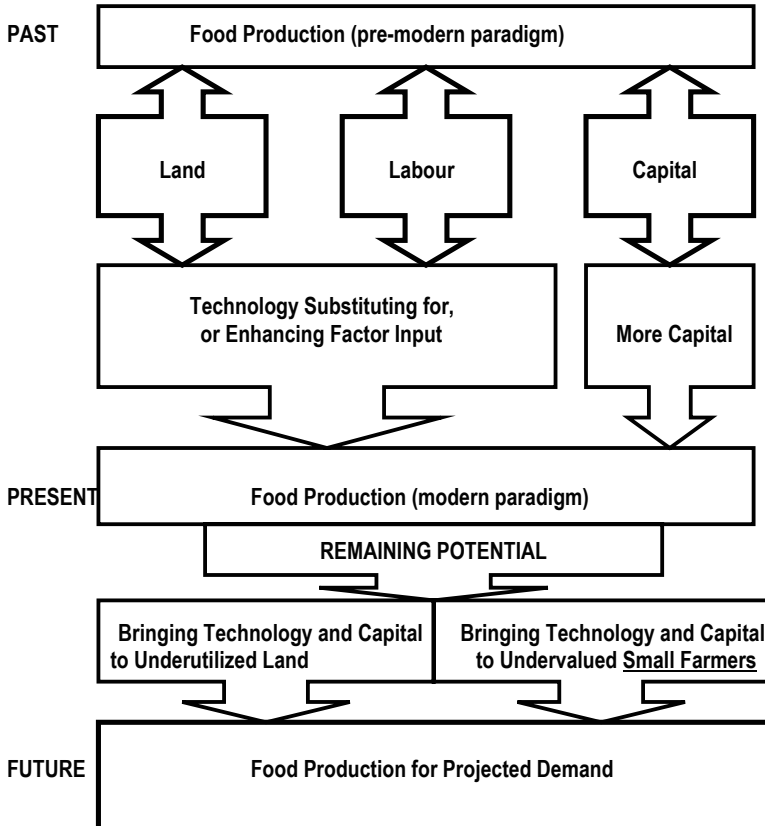 PAST
Food Production (pre-modern paradigm)
Land
Labour
Capital
Technology Substituting for,
or Enhancing Factor Input
More Capital
PRESENT
Food Production (modern paradigm)
REMAINING POTENTIAL
Bringing Technology and Capital
to Underutilized Land
Bringing Technology and Capital
to Undervalued Small Farmers
FUTURE
Food Production for Projected Demand